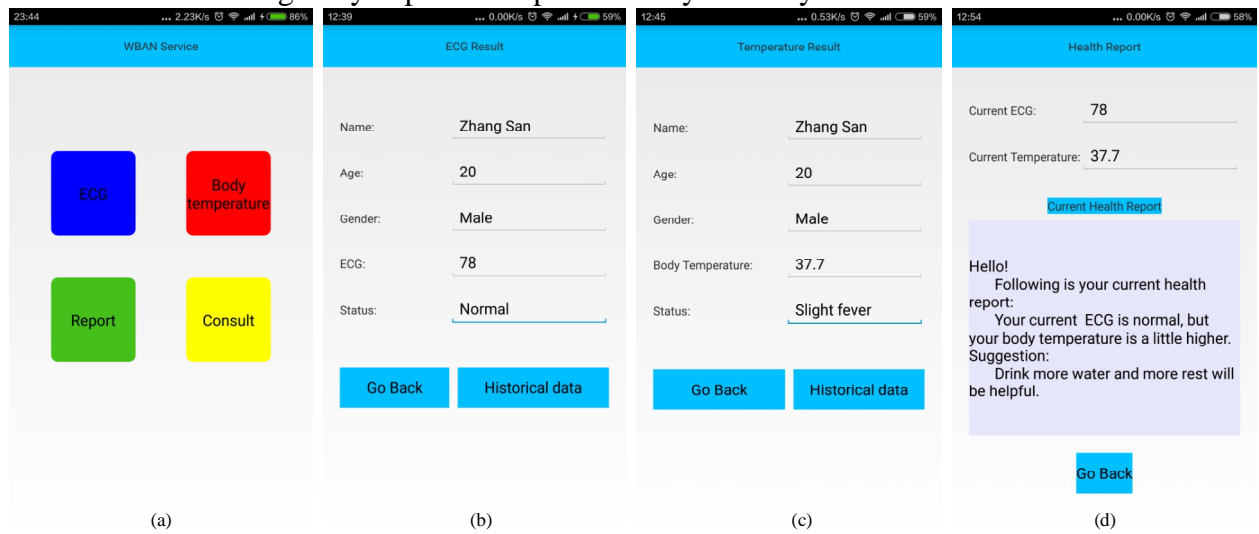 23:44 ... 2.23K/s 86%
WBAN Service
ECG
Body
temperature
Report
Consult
(a)
12:39 ... 0.00K/s 59%
ECG Result
Name: Zhang San
Age: 20
Gender: Male
ECG: 78
Status: Normal
Go Back Historical data
(b)
12:45 ... 0.53K/s 59%
Temperature Result
Name: Zhang San
Age: 20
Gender: Male
Body Temperature: 37.7
Status: Slight fever
Go Back Historical data
(c)
12:54 ... 0.00K/s 58%
Health Report
Current ECG: 78
Current Temperature: 37.7
Current Health Report
Hello!
Following is your current health
report:
Your current ECG is normal, but
your body temperature is a little higher.
Suggestion:
Drink more water and more rest will
be helpful.
Go Back
(d)